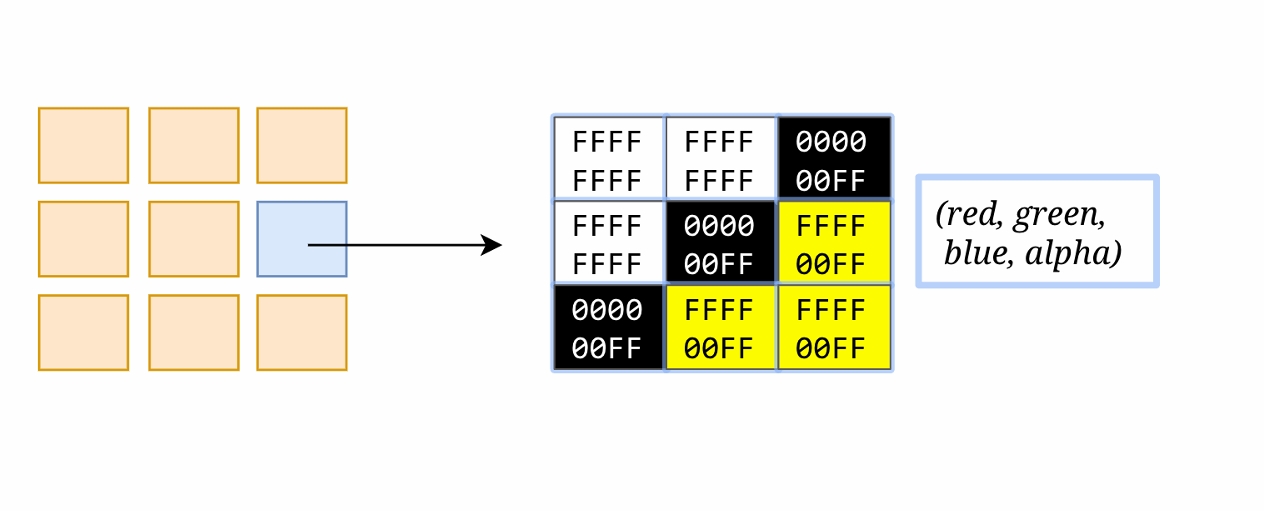 FFFF FFFF 0000
FFFF FFFF 00FF
FFFF 0000 FFFF
FFFF 00FF 00FF
0000 FFFF FFFF
00FF 00FF 00FF
(red, green,
blue, alpha)